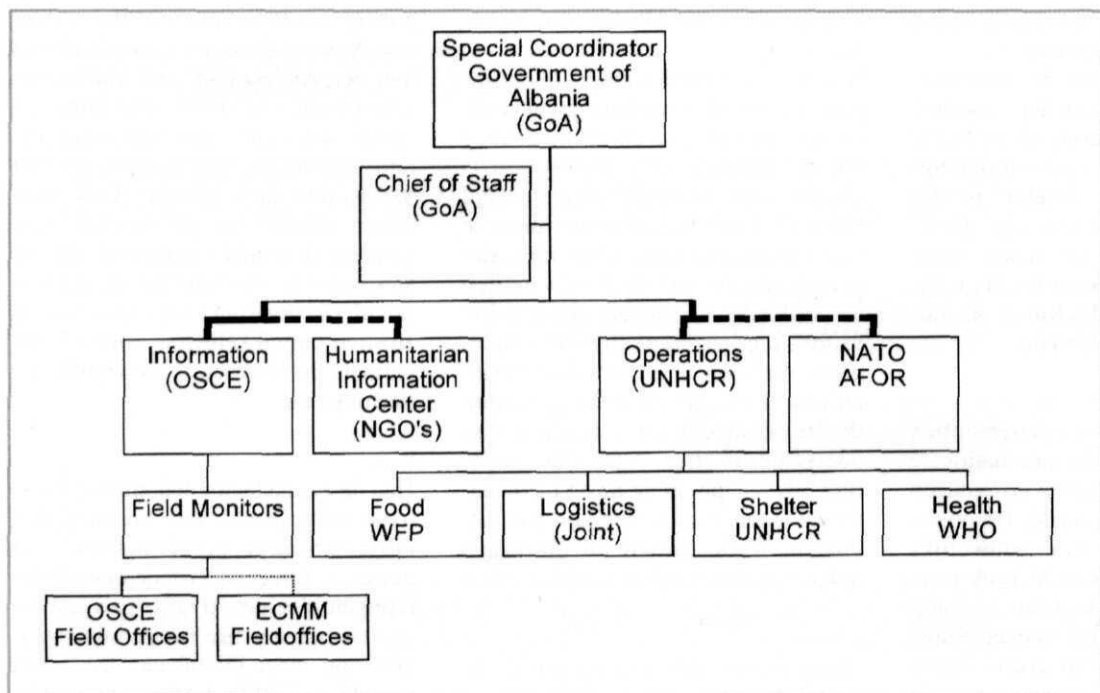 Special Coordinator
Government of
Albania
(GoA)
Chief of Staff
(GoA)
Information
(OSCE)
Humanitarian
Information
Center
(NGO's)
Operations
(UNHCR)
NATO
AFOR
Field Monitors
Food
WFP
Logistics
(Joint)
Shelter
UNHCR
Health
WHO
OSCE
Field Offices
ECMM
Fieldoffices